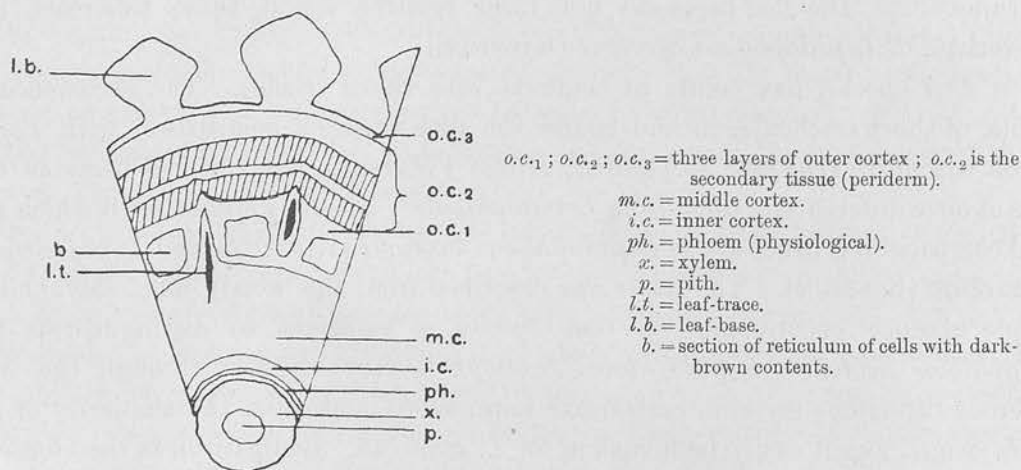 l.b.
o.c.₃
o.c.₂
o.c.₁
b
l.t.
m.c.
i.c.
ph.
x.
p.
o.c.₁ ; o.c.₂ ; o.c.₃ = three layers of outer cortex ; o.c.₂ is the
secondary tissue (periderm).
m.c. = middle cortex.
i.c. = inner cortex.
ph. = phloem (physiological).
x. = xylem.
p. = pith.
l.t. = leaf-trace.
l.b. = leaf-base.
b. = section of reticulum of cells with dark-
brown contents.